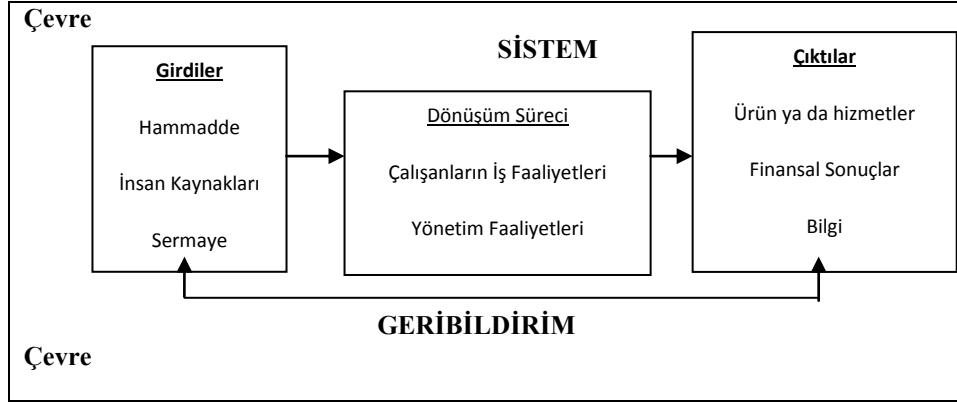 Çevre
SİSTEM
Girdiler
Hammadde
İnsan Kaynakları
Sermaye
Dönüşüm Süreci
Çalışanların İş Faaliyetleri
Yönetim Faaliyetleri
Çıktılar
Ürün ya da hizmetler
Finansal Sonuçlar
Bilgi
GERİBİLDİRİM
Çevre